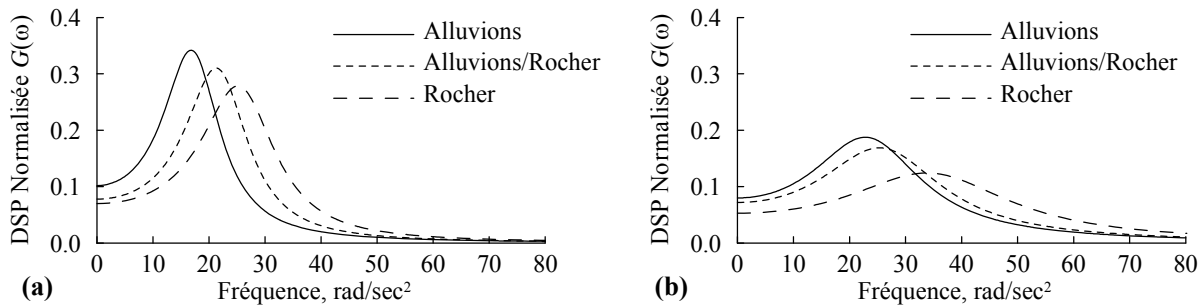 DSP Normalisée G(ω)
0.4
0.3
0.2
0.1
0.0
Alluvions
Alluvions/Rocher
Rocher
0 10 20 30 40 50 60 70 80
(a)
Fréquence, rad/sec²
DSP Normalisée G(ω)
0.4
0.3
0.2
0.1
0.0
Alluvions
Alluvions/Rocher
Rocher
0 10 20 30 40 50 60 70 80
(b)
Fréquence, rad/sec²